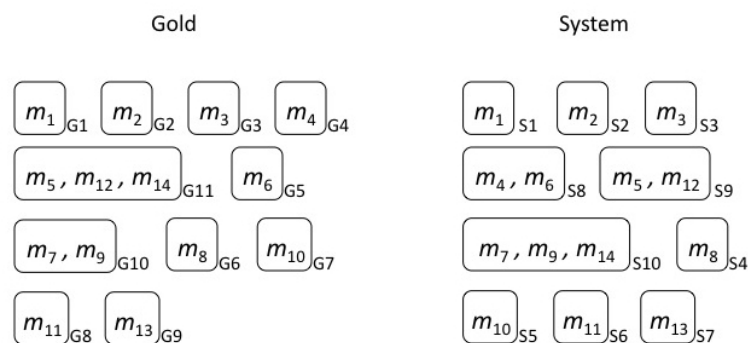 Gold
System
m1 G1 m2 G2 m3 G3 m4 G4
m1 S1 m2 S2 m3 S3
m5 , m12 , m14 G11 m6 G5
m4 , m6 S8 m5 , m12 S9
m7 , m9 G10 m8 G6 m10 G7
m7 , m9 , m14 S10 m8 S4
m11 G8 m13 G9
m10 S5 m11 S6 m13 S7